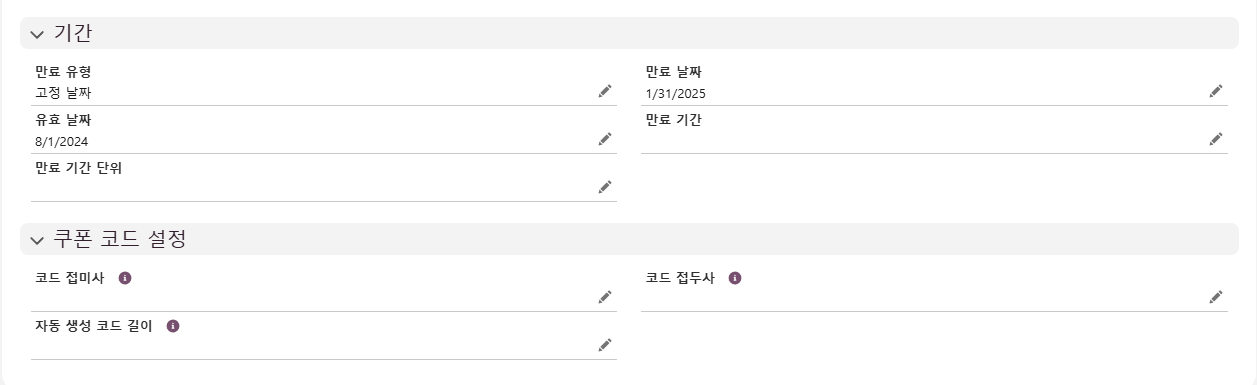 기간
만료 유형
고정 날짜
만료 날짜
1/31/2025
유효 날짜
8/1/2024
만료 기간
만료 기간 단위
쿠폰 코드 설정
코드 접미사
코드 접두사
자동 생성 코드 길이